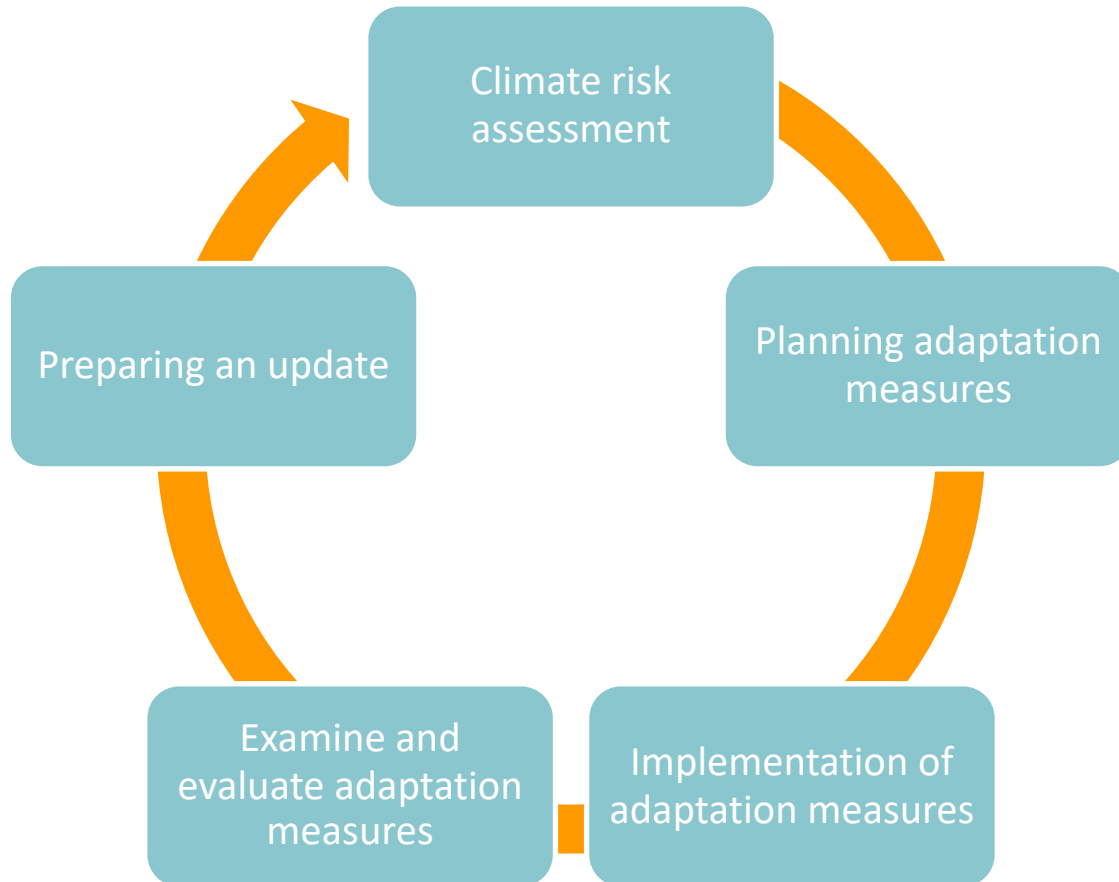 Climate risk
assessment
Planning adaptation
measures
Implementation of
adaptation measures
Examine and
evaluate adaptation
measures
Preparing an update